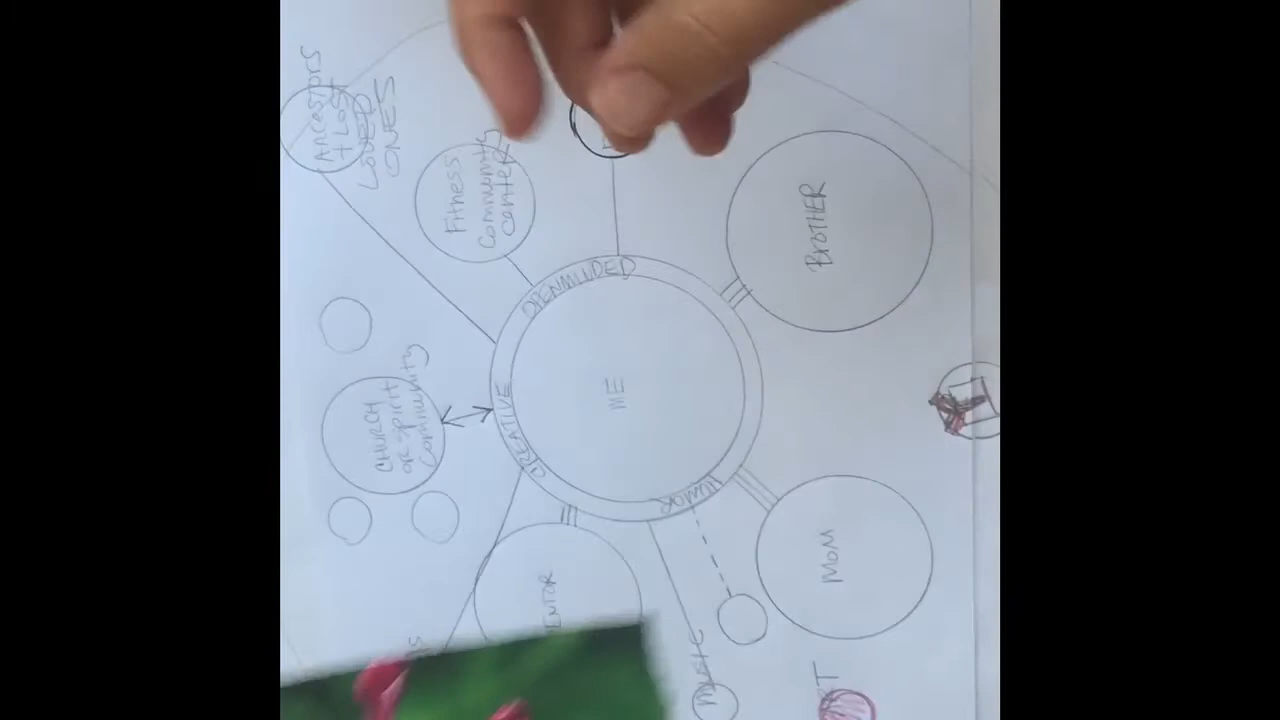 ANCESTORS
+ LOST
LOVED
ONES
Fitness
Community
Center
BROTHER
OPENMINDED
ME
CREATIVE
HUMOR
CHURCH
or spirit
Community
MOM
MUSIC